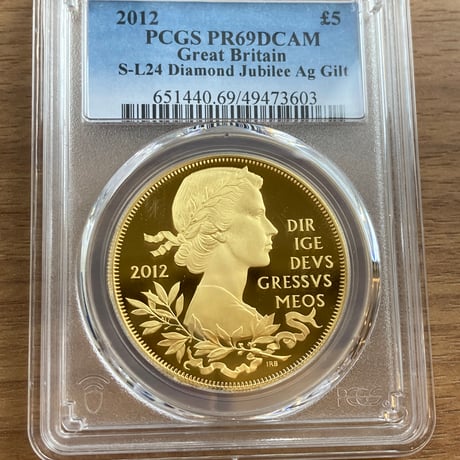 2012 £5
PCGS PR69DCAM
Great Britain
S-L24 Diamond Jubilee Ag Gilt
651440.69/49473603
DIR
IGE
2012 DEVS
GRESSVS
MEOS
IRB
PCGS